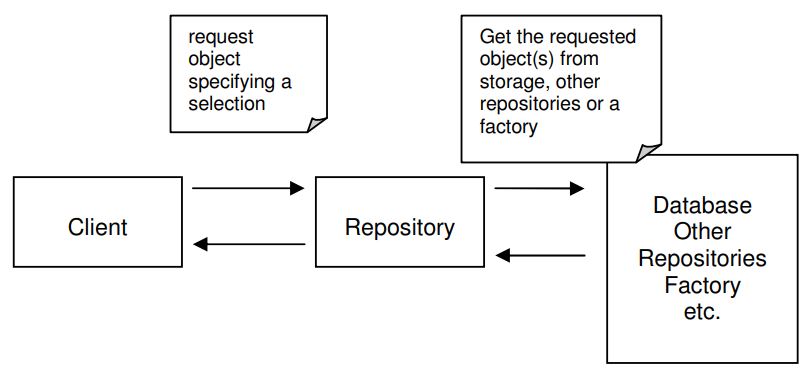 request
object
specifying a
selection
Get the requested
object(s) from
storage, other
repositories or a
factory
Client
Repository
Database
Other
Repositories
Factory
etc.